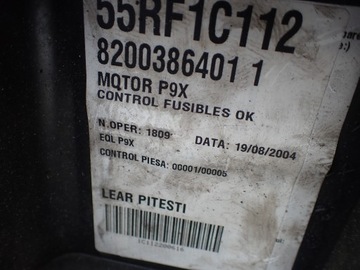 55RF1C112
8200386401 1
MOTOR P9X
CONTROL FUSIBLES OK
N.OPER: 1809 DATA: 19/08/2004
EOL P9X
CONTROL PIESA: 00001/00005
LEAR PITESTI